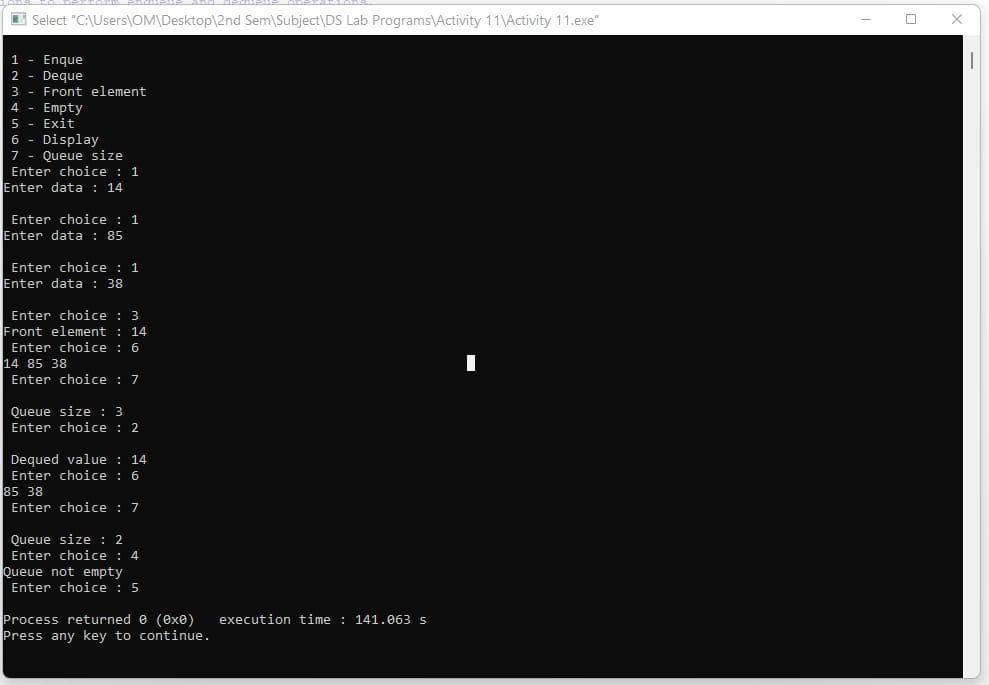 ions to perform enqueue and dequeue operations.
Select "C:\Users\OM\Desktop\2nd Sem\Subject\DS Lab Programs\Activity 11\Activity 11.exe"
1 - Enque
2 - Deque
3 - Front element
4 - Empty
5 - Exit
6 - Display
7 - Queue size
Enter choice : 1
Enter data : 14
Enter choice : 1
Enter data : 85
Enter choice : 1
Enter data : 38
Enter choice : 3
Front element : 14
Enter choice : 6
14 85 38
Enter choice : 7
Queue size : 3
Enter choice : 2
Dequed value : 14
Enter choice : 6
85 38
Enter choice : 7
Queue size : 2
Enter choice : 4
Queue not empty
Enter choice : 5
Process returned 0 (0x0)   execution time : 141.063 s
Press any key to continue.